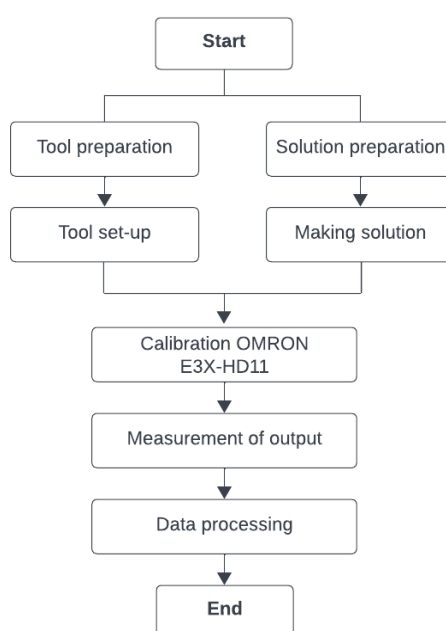 Start
Tool preparation
Solution preparation
Tool set-up
Making solution
Calibration OMRON
E3X-HD11
Measurement of output
Data processing
End